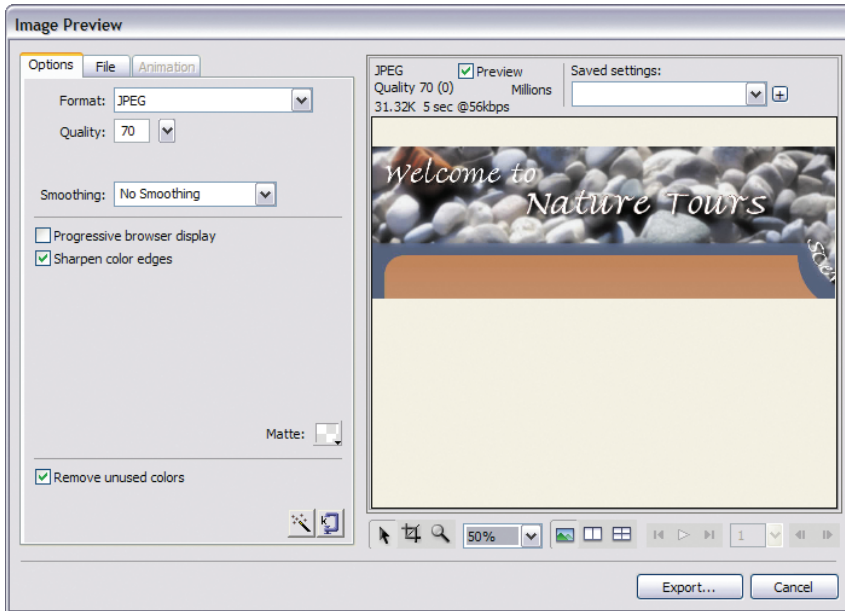 Image Preview
Options File Animation
Format: JPEG
Quality: 70
Smoothing: No Smoothing
Progressive browser display
Sharpen color edges
Matte:
Remove unused colors
JPEG Preview
Quality 70 (0) Millions
31.32K 5 sec @56kbps
Saved settings:
Welcome to
Nature Tours
50%
1
Export... Cancel